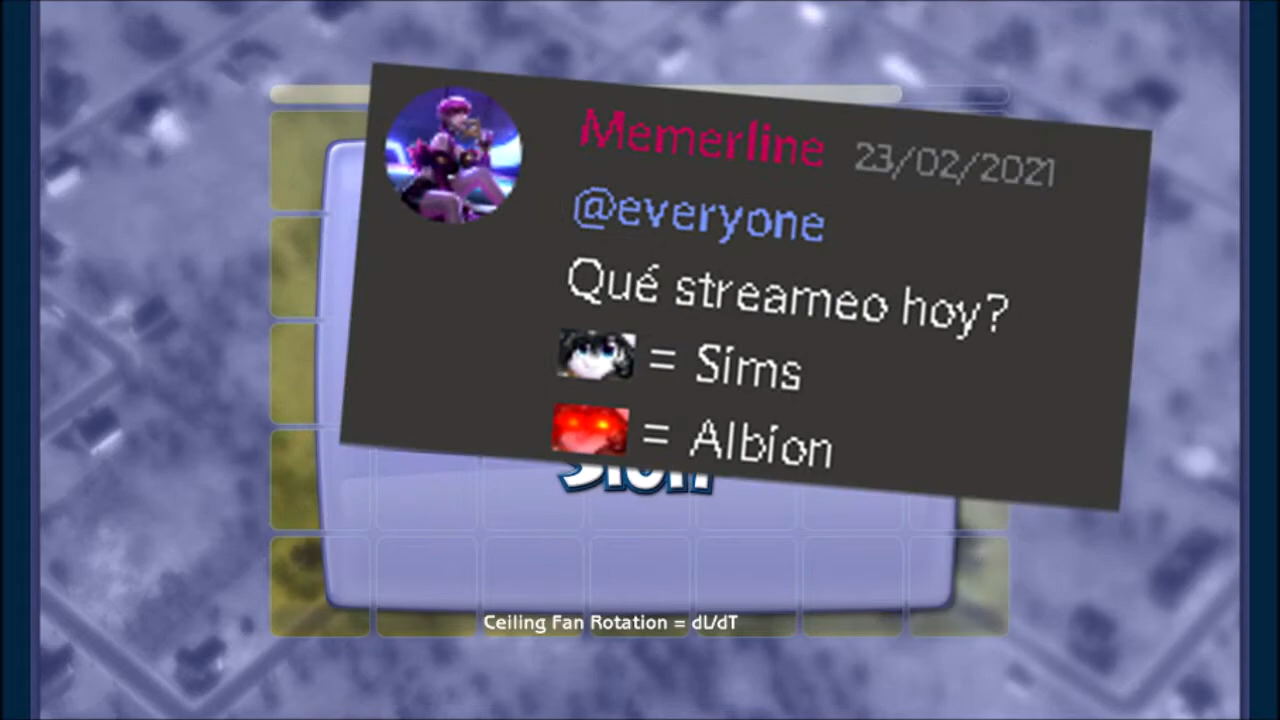 Memerline 23/02/2021
@everyone
Qué streameo hoy?
= Sims
= Albion
Ceiling Fan Rotation = dL/dT